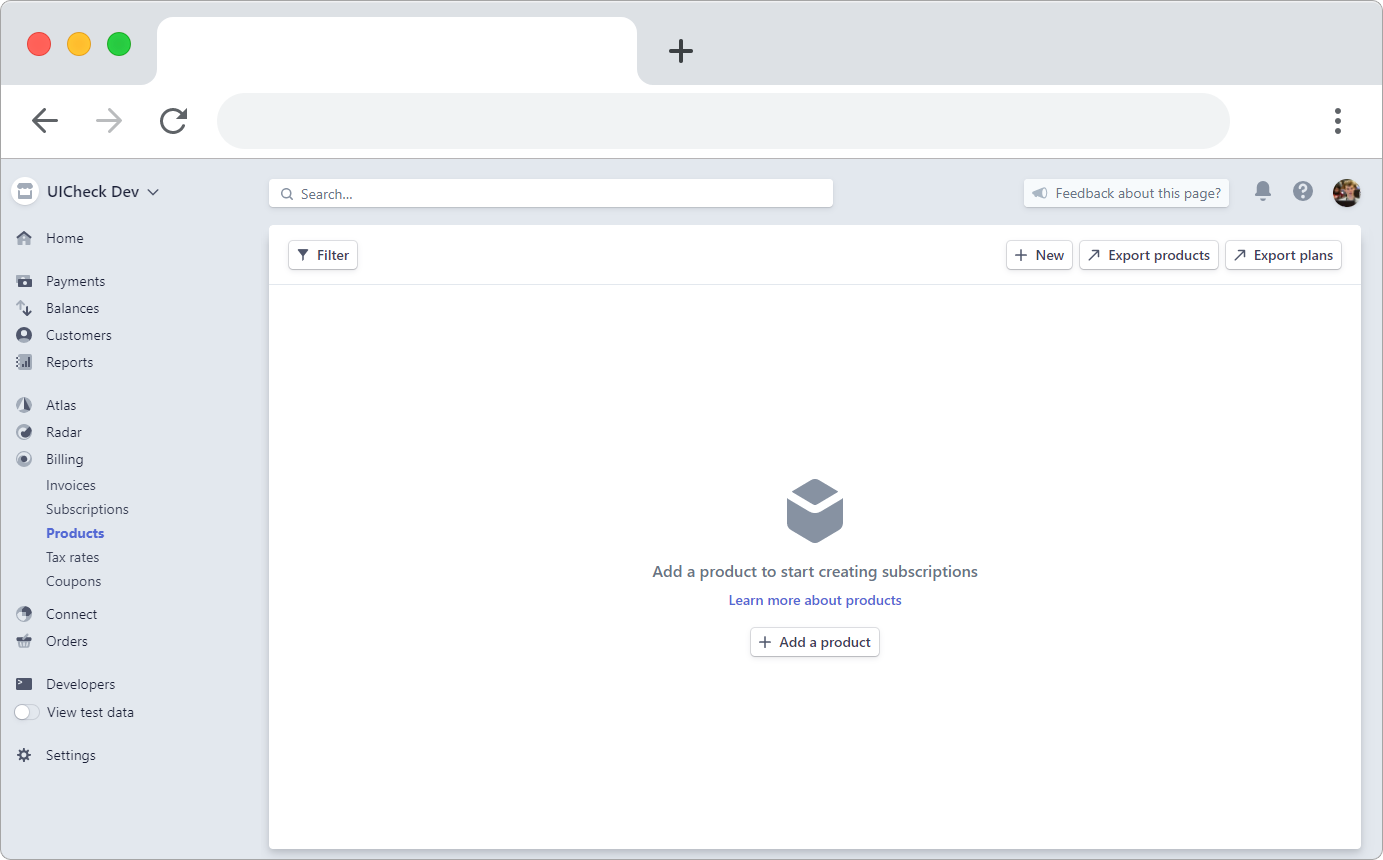 UICheck Dev
Search...
Feedback about this page?
Home
Payments
Balances
Customers
Reports
Atlas
Radar
Billing
Invoices
Subscriptions
Products
Tax rates
Coupons
Connect
Orders
Developers
View test data
Settings
Filter
New
Export products
Export plans
Add a product to start creating subscriptions
Learn more about products
Add a product